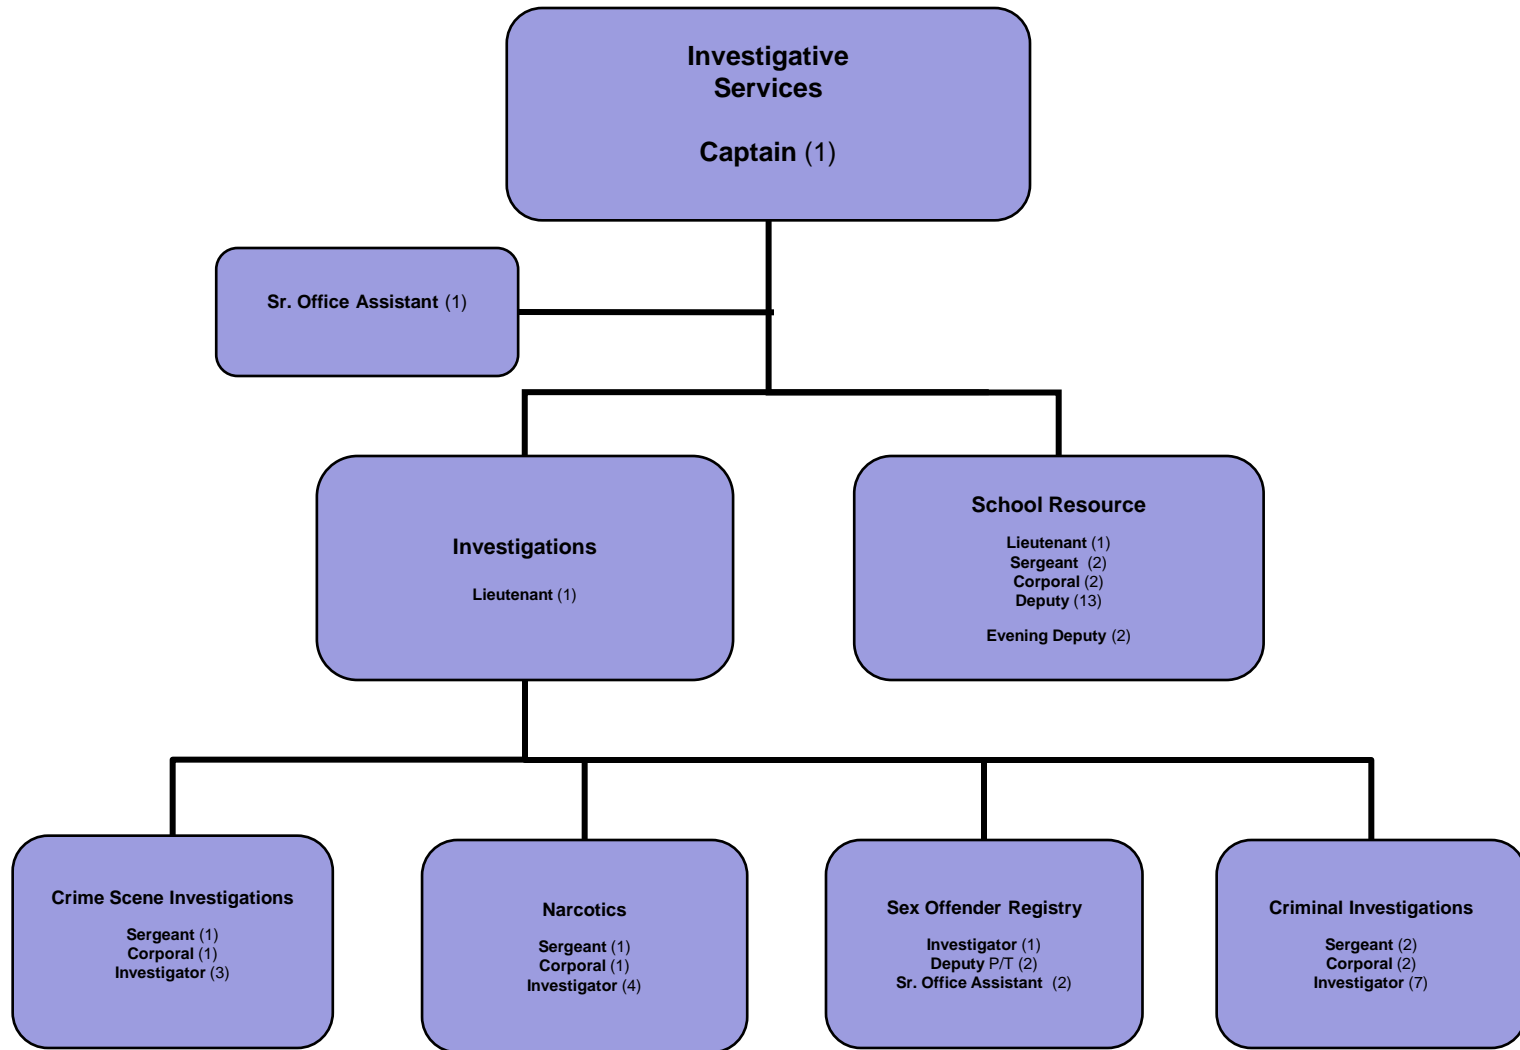 Investigative
Services
Captain (1)
Sr. Office Assistant (1)
Investigations
Lieutenant (1)
School Resource
Lieutenant (1)
Sergeant (2)
Corporal (2)
Deputy (13)
Evening Deputy (2)
Crime Scene Investigations
Sergeant (1)
Corporal (1)
Investigator (3)
Narcotics
Sergeant (1)
Corporal (1)
Investigator (4)
Sex Offender Registry
Investigator (1)
Deputy P/T (2)
Sr. Office Assistant (2)
Criminal Investigations
Sergeant (2)
Corporal (2)
Investigator (7)